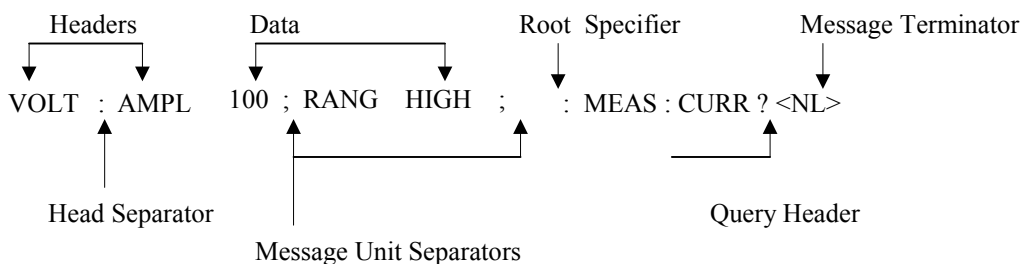 Headers Data Root Specifier Message Terminator
VOLT : AMPL 100 ; RANG HIGH ; : MEAS : CURR ? <NL>
Head Separator Query Header
Message Unit Separators